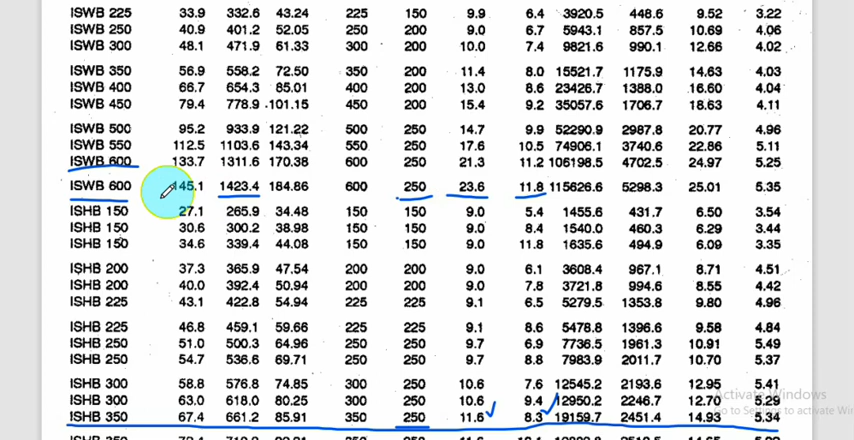 ISWB 225 33.9 332.6 43.24 225 150 9.9 6.4 3920.5 448.6 9.52 3.22
ISWB 250 40.9 401.2 52.05 250 200 9.0 6.7 5943.1 857.5 10.69 4.06
ISWB 300 48.1 471.9 61.33 300 200 10.0 7.4 9821.6 990.1 12.66 4.02
ISWB 350 56.9 558.2 72.50 350 200 11.4 8.0 15521.7 1175.9 14.63 4.03
ISWB 400 66.7 654.3 85.01 400 200 13.0 8.6 23426.7 1388.0 16.60 4.04
ISWB 450 79.4 778.9 101.15 450 200 15.4 9.2 35057.6 1706.7 18.63 4.11
ISWB 500 95.2 933.9 121.22 500 250 14.7 9.9 52290.9 2987.8 20.77 4.96
ISWB 550 112.5 1103.6 143.34 550 250 17.6 10.5 74906.1 3740.6 22.86 5.11
ISWB 600 133.7 1311.6 170.38 600 250 21.3 11.2 106198.5 4702.5 24.97 5.25
ISWB 600 145.1 1423.4 184.86 600 250 23.6 11.8 115626.6 5298.3 25.01 5.35
ISHB 150 27.1 265.9 34.48 150 150 9.0 5.4 1455.6 431.7 6.50 3.54
ISHB 150 30.6 300.2 38.98 150 150 9.0 8.4 1540.0 460.3 6.29 3.44
ISHB 150 34.6 339.4 44.08 150 150 9.0 11.8 1635.6 494.9 6.09 3.35
ISHB 200 37.3 365.9 47.54 200 200 9.0 6.1 3608.4 967.1 8.71 4.51
ISHB 200 40.0 392.4 50.94 200 200 9.0 7.8 3721.8 994.6 8.55 4.42
ISHB 225 43.1 422.8 54.94 225 225 9.1 6.5 5279.5 1353.8 9.80 4.96
ISHB 225 46.8 459.1 59.66 225 225 9.1 8.6 5478.8 1396.6 9.58 4.84
ISHB 250 51.0 500.3 64.96 250 250 9.7 6.9 7736.5 1961.3 10.91 5.49
ISHB 250 54.7 536.6 69.71 250 250 9.7 8.8 7983.9 2011.7 10.70 5.37
ISHB 300 58.8 576.8 74.85 300 250 10.6 7.6 12545.2 2193.6 12.95 5.41
ISHB 300 63.0 618.0 80.25 300 250 10.6 9.4 12950.2 2246.7 12.70 5.29
ISHB 350 67.4 661.2 85.91 350 250 11.6 8.3 19159.7 2451.4 14.93 5.34
Activate Windows
Go to Settings to activate Wi